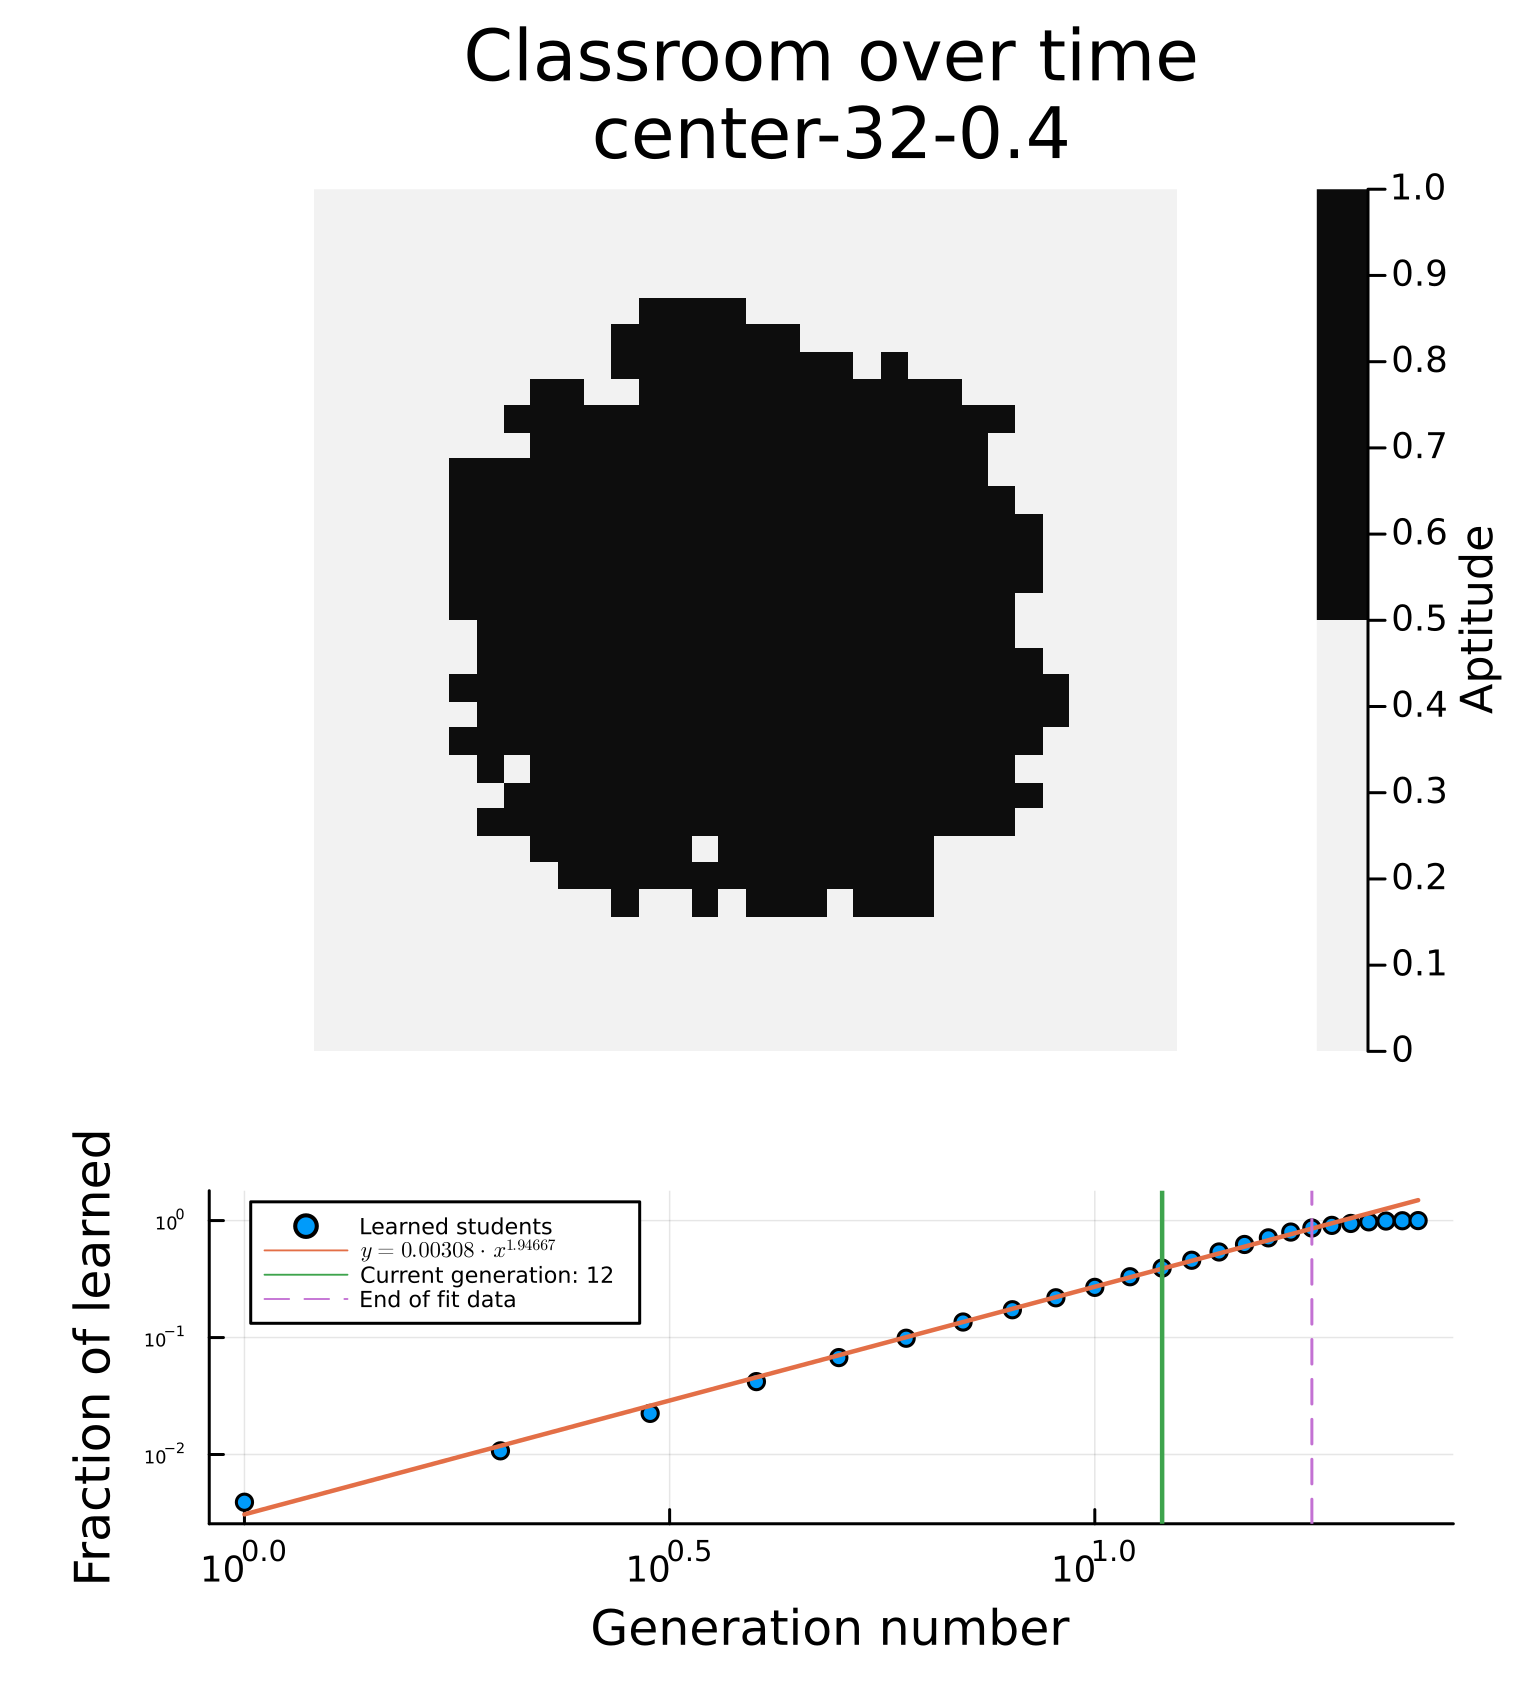 Classroom over time
center-32-0.4
1.0
0.9
0.8
0.7
0.6
0.5
0.4
0.3
0.2
0.1
0
Aptitude
Fraction of learned
10⁰
10⁻¹
10⁻²
Learned students
y = 0.00308 · x^1.94667
Current generation: 12
End of fit data
10^0.0
10^0.5
10^1.0
Generation number